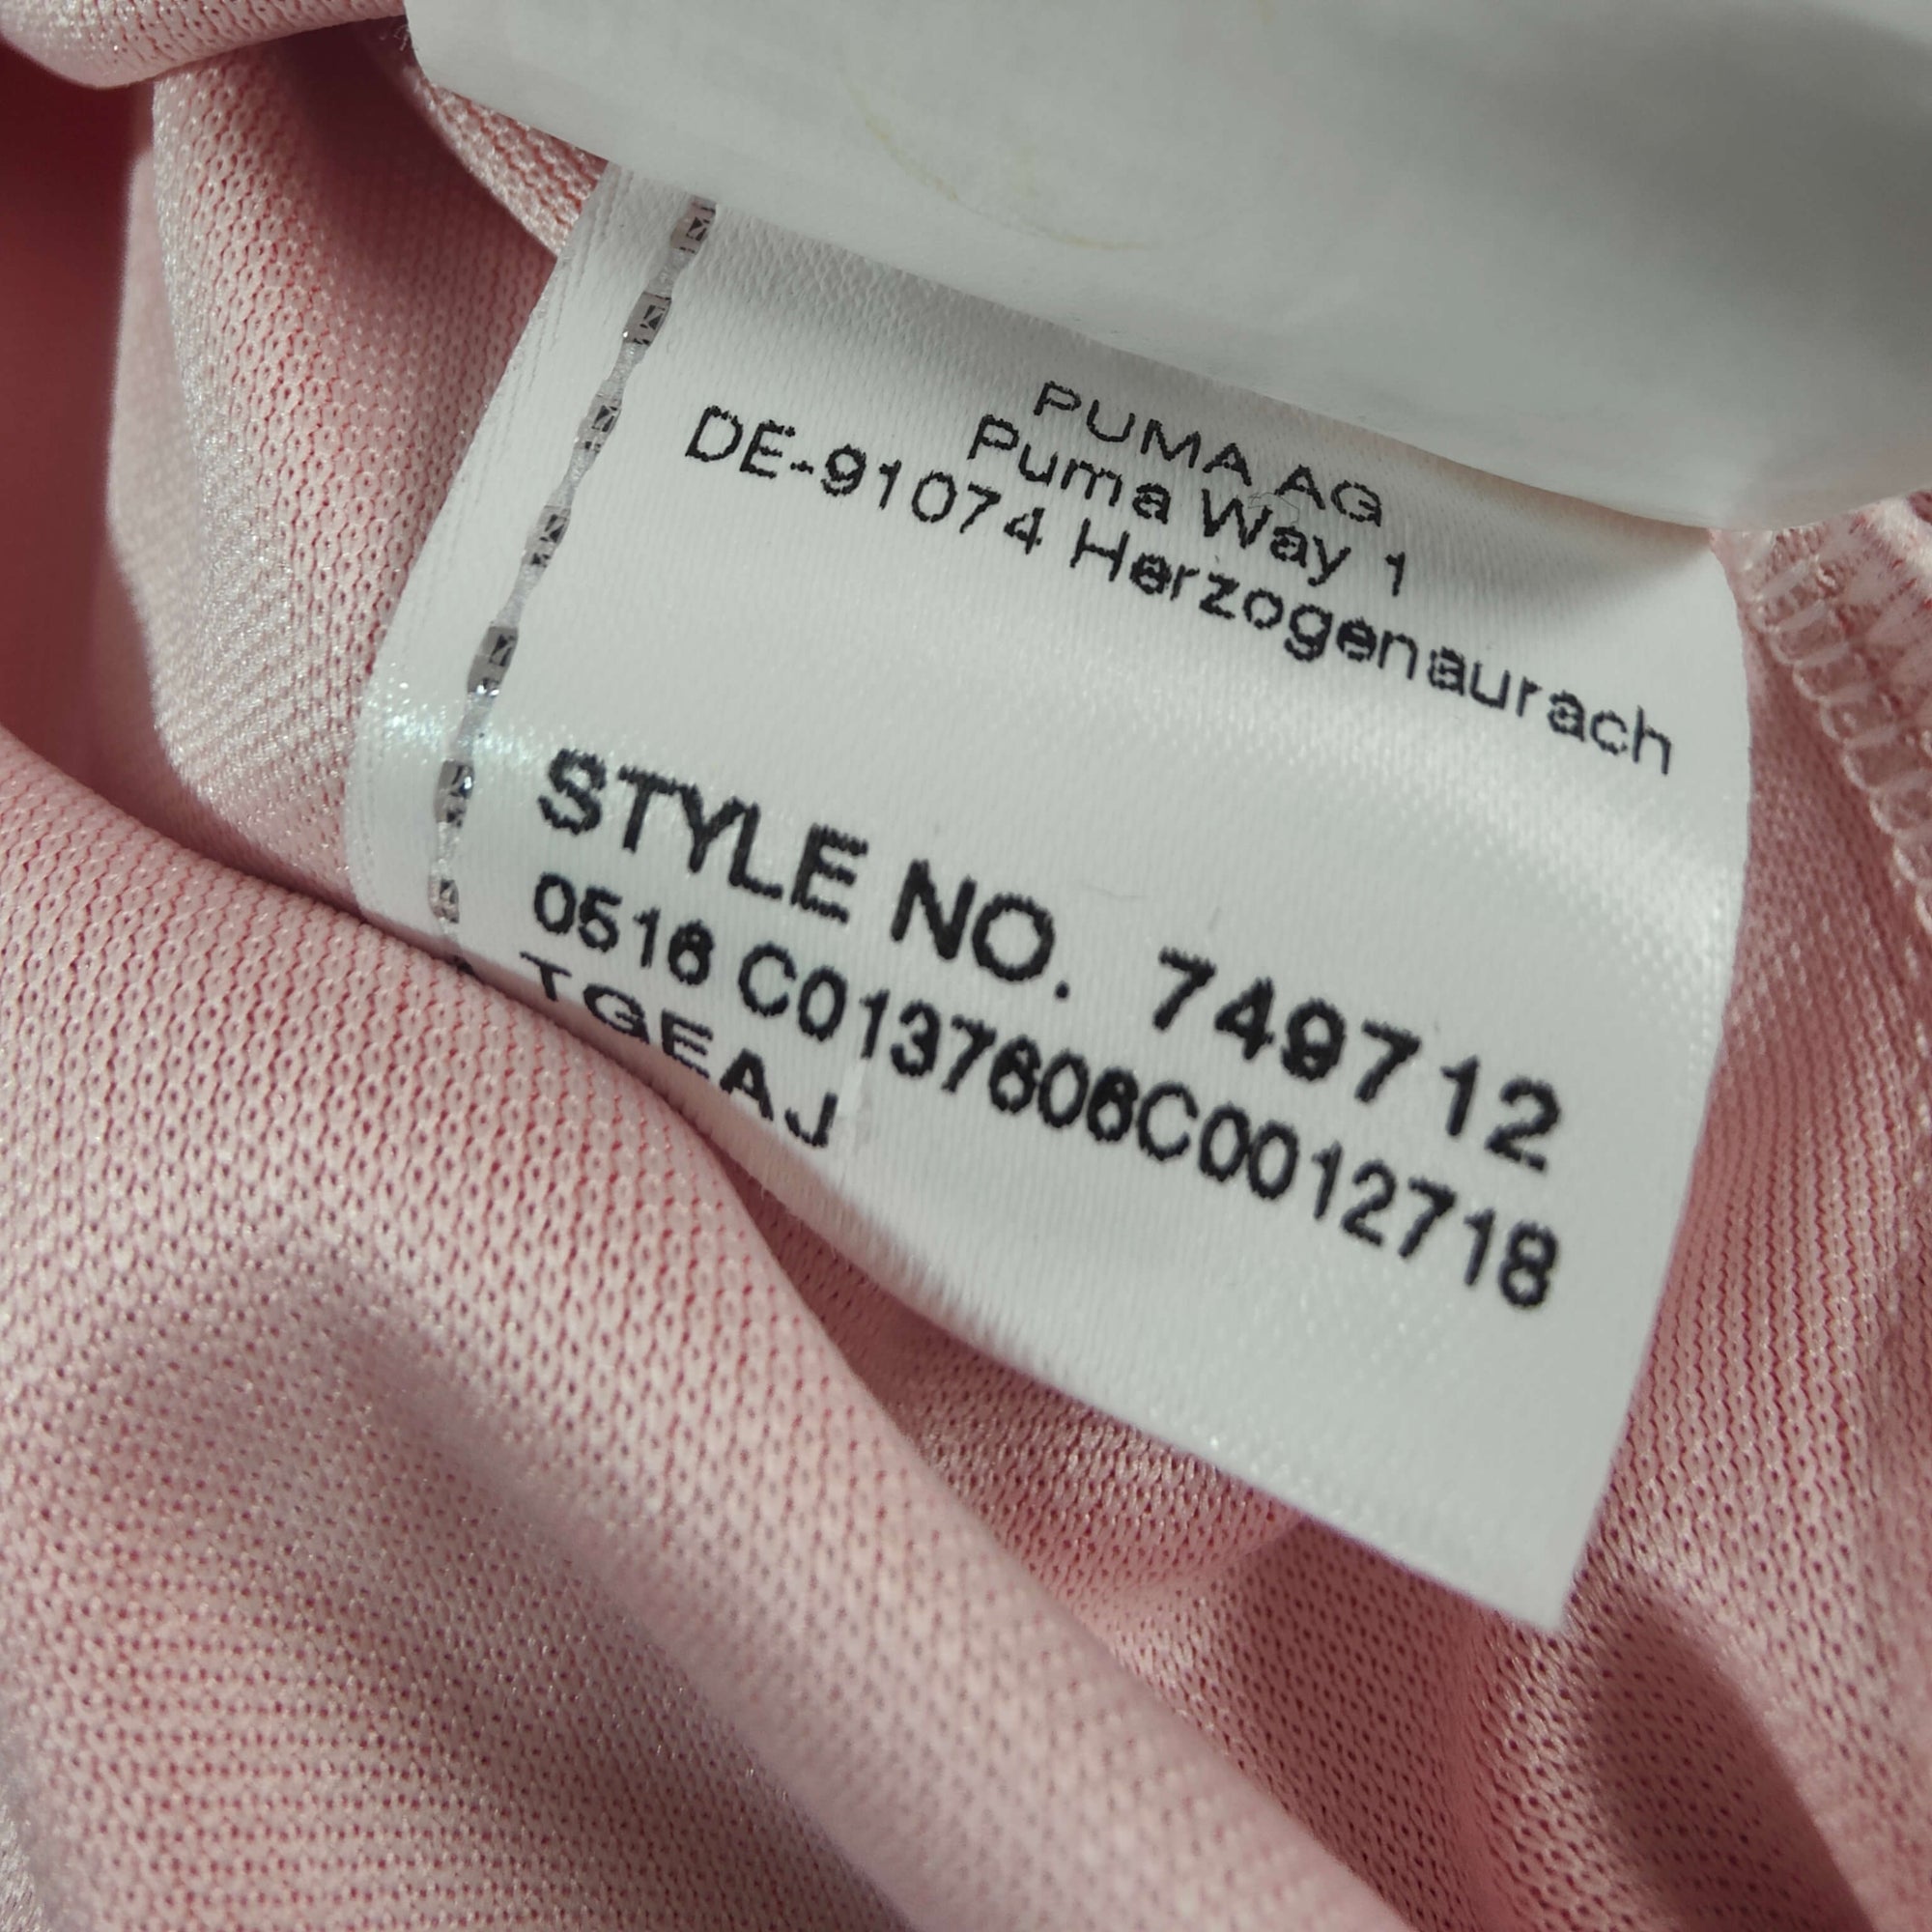 PUMA AG
Puma Way 1
DE-91074 Herzogenaurach
STYLE NO. 749712
0516 C0137606C0012718
TGEAJ